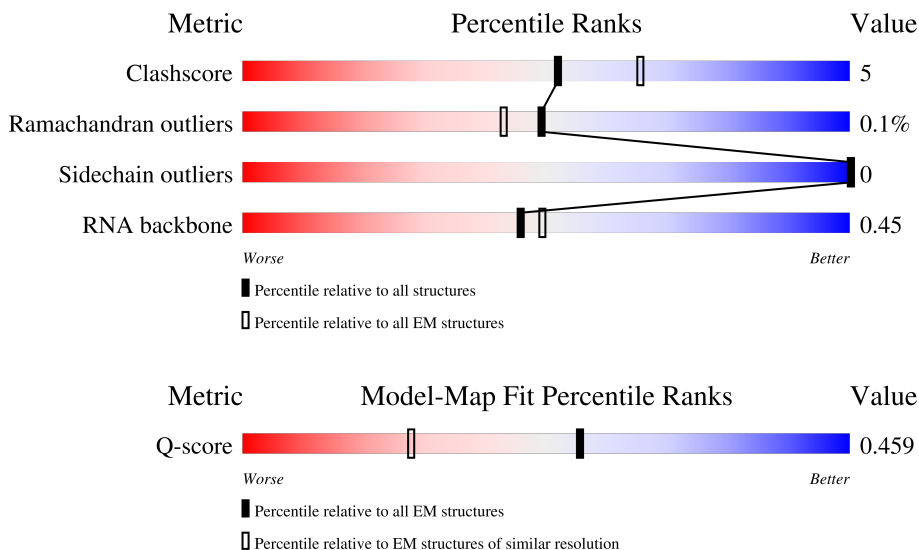 Metric Percentile Ranks Value
Clashscore 5
Ramachandran outliers 0.1%
Sidechain outliers 0
RNA backbone 0.45
Worse Better
Percentile relative to all structures
Percentile relative to all EM structures
Metric Model-Map Fit Percentile Ranks Value
Q-score 0.459
Worse Better
Percentile relative to all EM structures
Percentile relative to EM structures of similar resolution